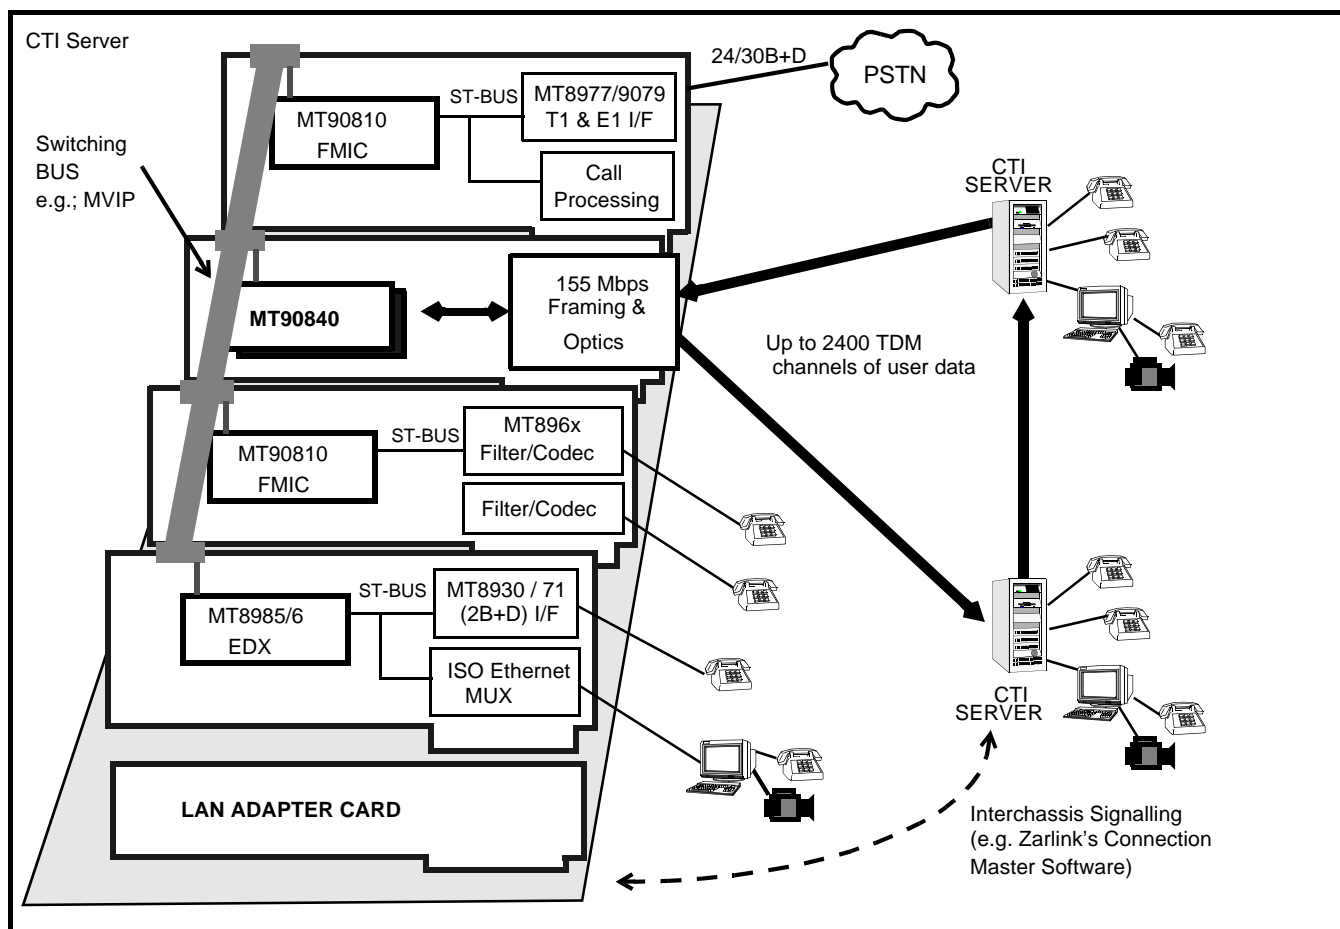 CTI Server
24/30B+D
PSTN
ST-BUS
MT8977/9079
T1 & E1 I/F
MT90810
FMIC
Call
Processing
Switching
BUS
e.g.; MVIP
CTI
SERVER
MT90840
155 Mbps
Framing &
Optics
Up to 2400 TDM
channels of user data
MT90810
FMIC
ST-BUS
MT896x
Filter/Codec
Filter/Codec
MT8985/6
EDX
ST-BUS
MT8930 / 71
(2B+D) I/F
ISO Ethernet
MUX
CTI
SERVER
LAN ADAPTER CARD
Interchassis Signalling
(e.g. Zarlink's Connection
Master Software)